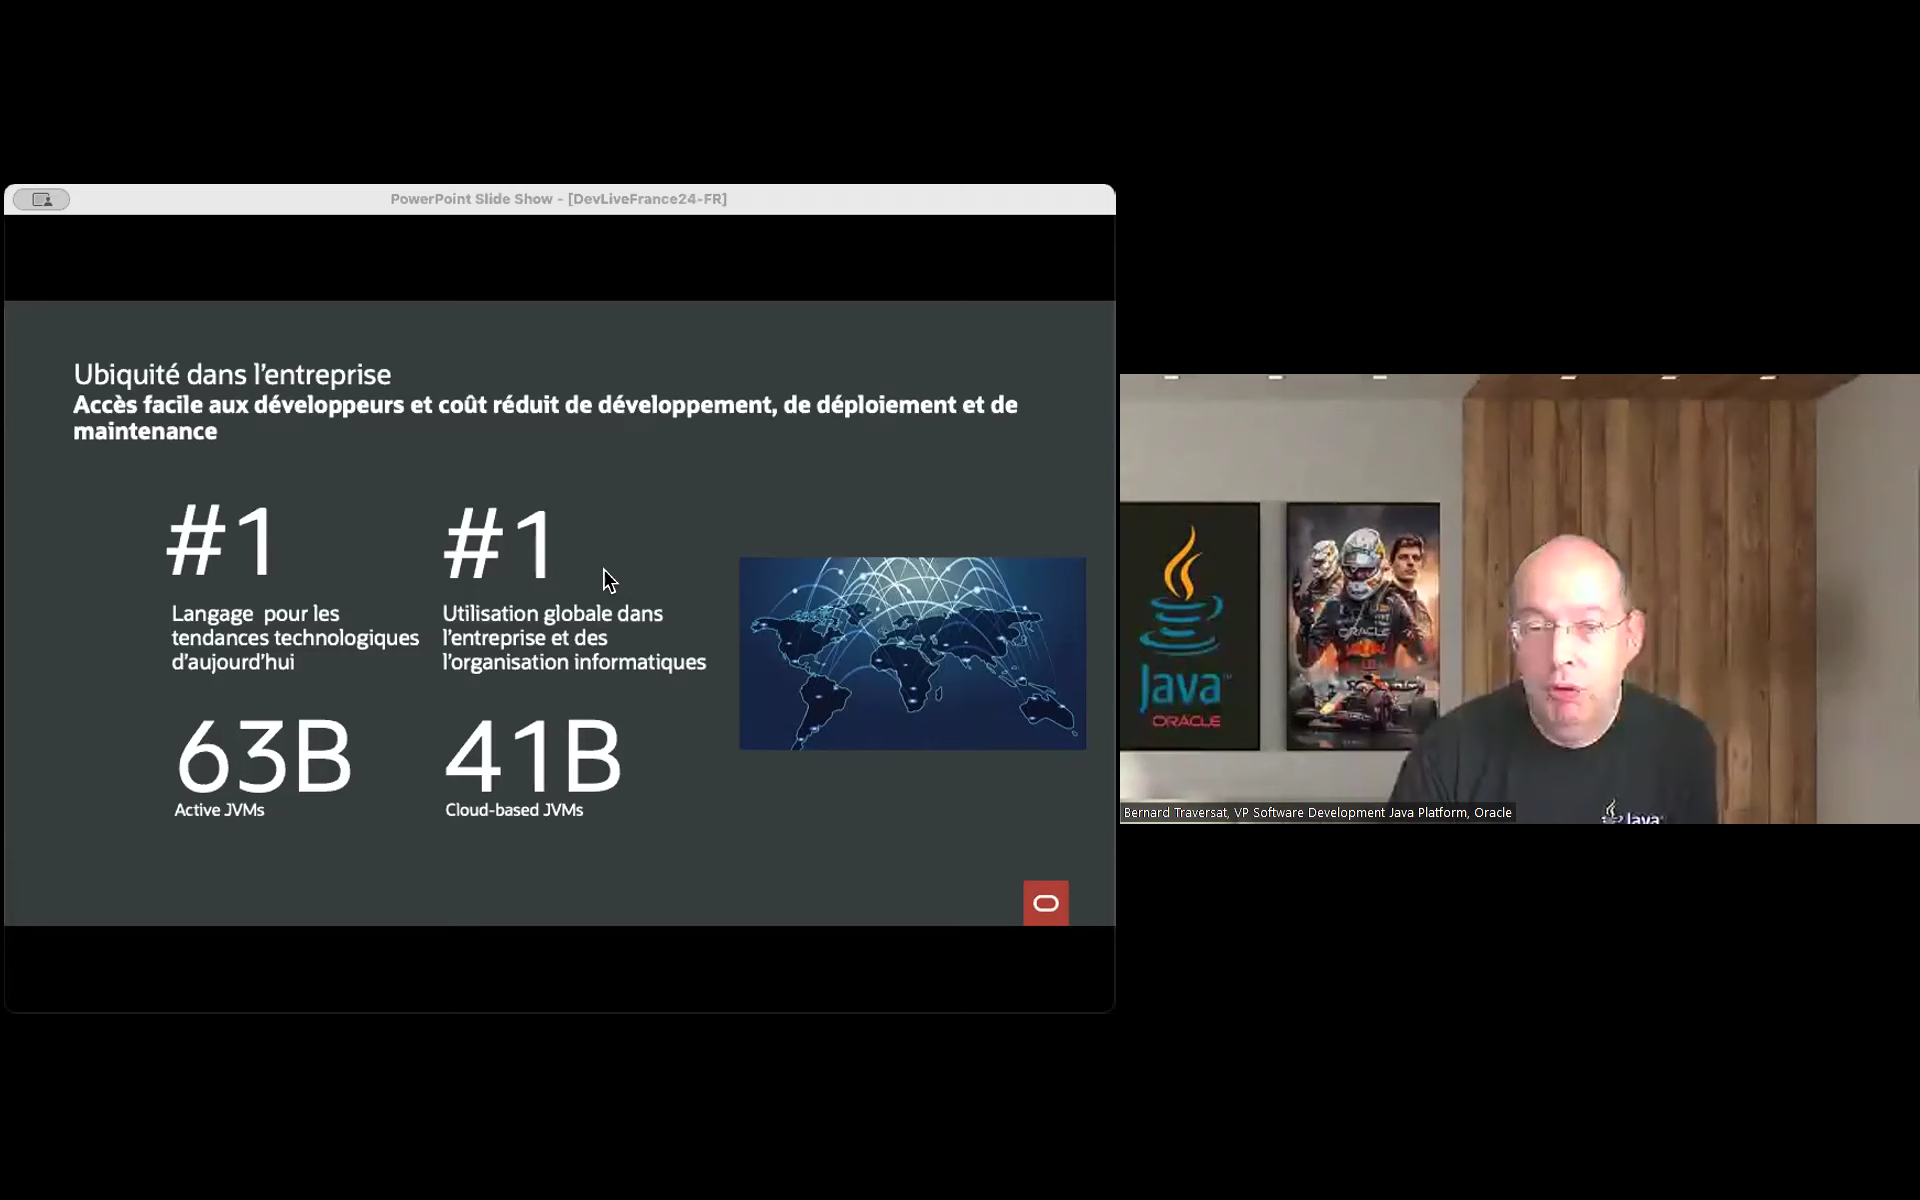 PowerPoint Slide Show - [DevLiveFrance24-FR]
Ubiquité dans l’entreprise
Accès facile aux développeurs et coût réduit de développement, de déploiement et de
maintenance
#1
Langage  pour les
tendances technologiques
d’aujourd’hui
#1
Utilisation globale dans
l’entreprise et des
l’organisation informatiques
63B
Active JVMs
41B
Cloud-based JVMs
Java™
ORACLE
ORACLE
Java
Bernard Traversat, VP Software Development Java Platform, Oracle